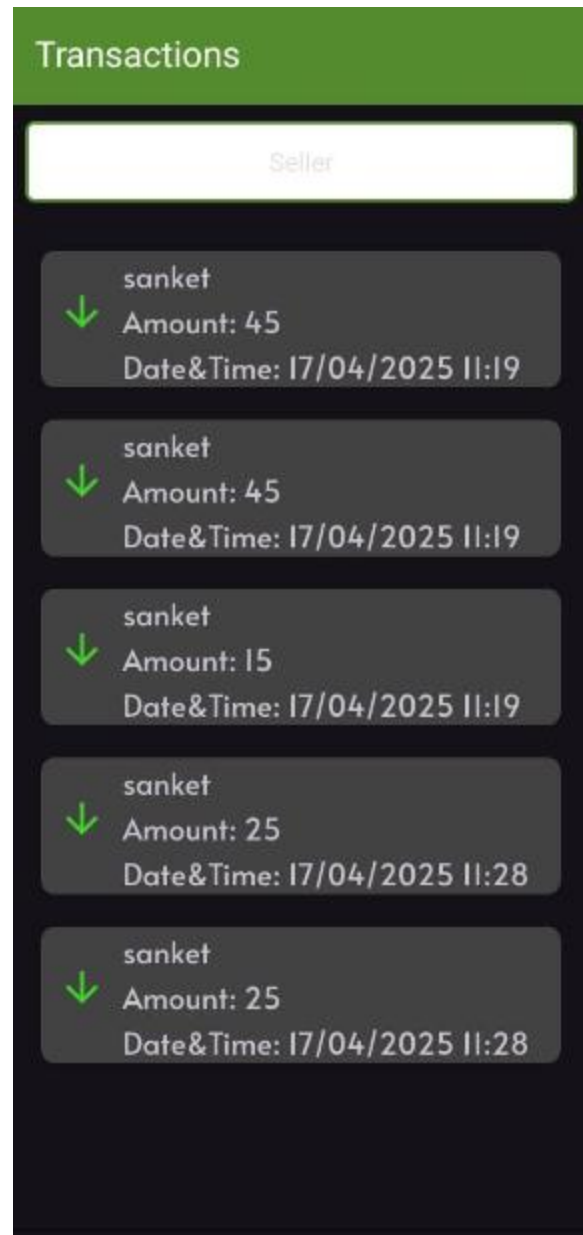 Transactions
Seller
sanket
Amount: 45
Date&Time: 17/04/2025 11:19
sanket
Amount: 45
Date&Time: 17/04/2025 11:19
sanket
Amount: 15
Date&Time: 17/04/2025 11:19
sanket
Amount: 25
Date&Time: 17/04/2025 11:28
sanket
Amount: 25
Date&Time: 17/04/2025 11:28